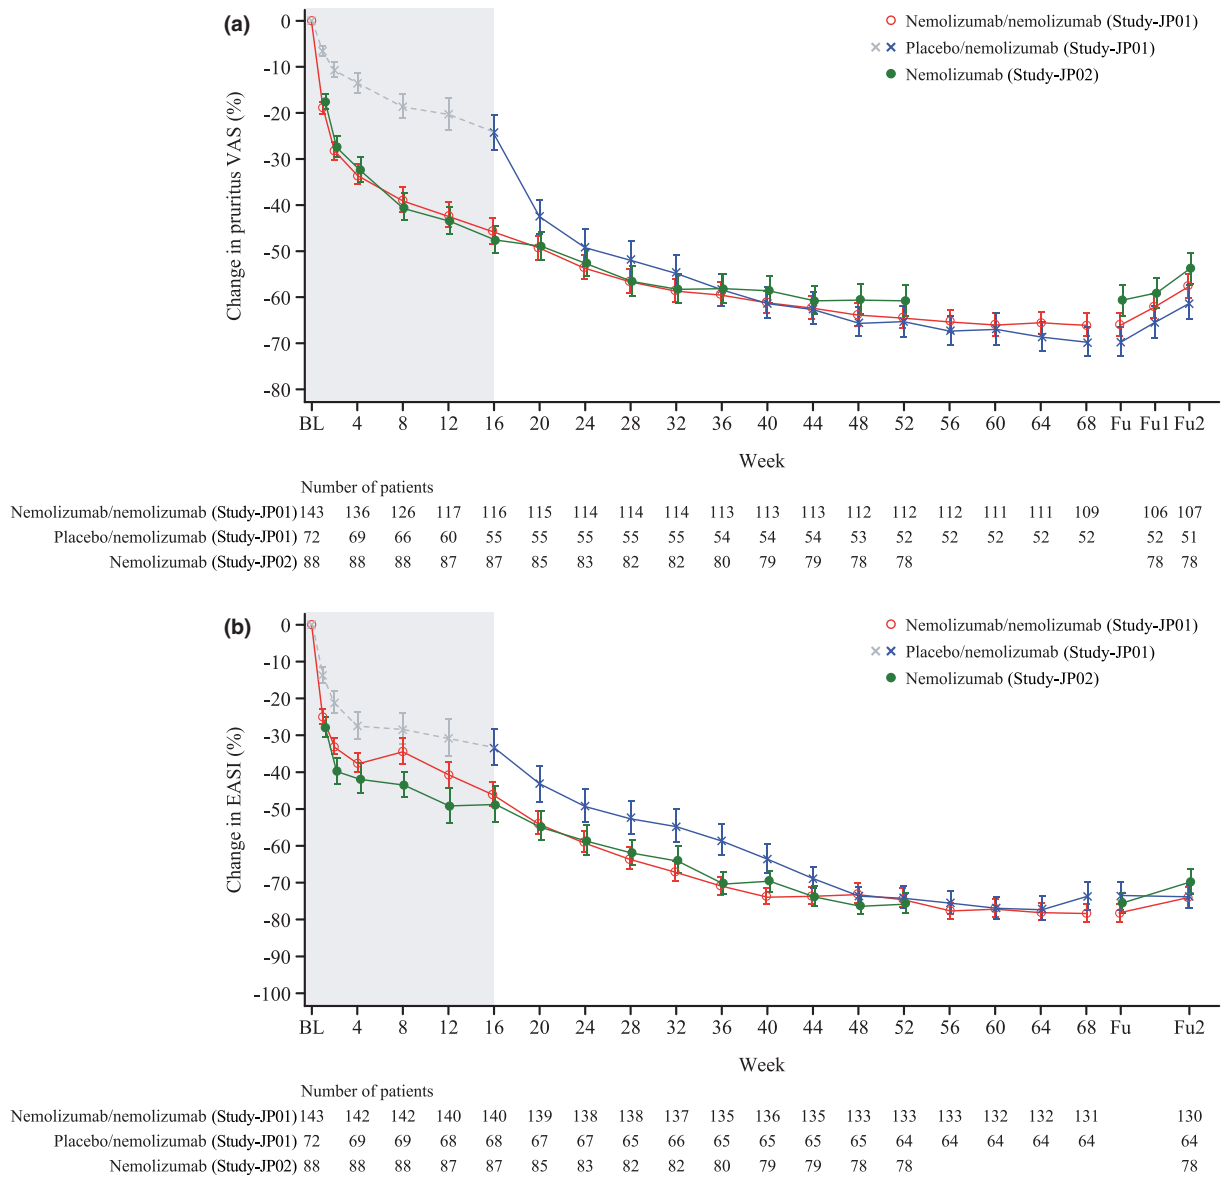 (a)
Nemolizumab/nemolizumab (Study-JP01)
Placebo/nemolizumab (Study-JP01)
Nemolizumab (Study-JP02)
Change in pruritus VAS (%)
0
-10
-20
-30
-40
-50
-60
-70
-80
BL 4 8 12 16 20 24 28 32 36 40 44 48 52 56 60 64 68 Fu Fu1 Fu2
Week
Number of patients
Nemolizumab/nemolizumab (Study-JP01) 143 136 126 117 116 115 114 114 114 113 113 113 112 112 112 111 111 109 106 107
Placebo/nemolizumab (Study-JP01) 72 69 66 60 55 55 55 55 55 54 54 54 53 52 52 52 52 52 52 51
Nemolizumab (Study-JP02) 88 88 88 87 87 85 83 82 82 80 79 79 78 78 78 78
(b)
Nemolizumab/nemolizumab (Study-JP01)
Placebo/nemolizumab (Study-JP01)
Nemolizumab (Study-JP02)
Change in EASI (%)
0
-10
-20
-30
-40
-50
-60
-70
-80
-90
-100
BL 4 8 12 16 20 24 28 32 36 40 44 48 52 56 60 64 68 Fu Fu2
Week
Number of patients
Nemolizumab/nemolizumab (Study-JP01) 143 142 142 140 140 139 138 138 137 135 136 135 133 133 133 132 132 131 130
Placebo/nemolizumab (Study-JP01) 72 69 69 68 68 67 67 65 66 65 65 65 65 64 64 64 64 64 64
Nemolizumab (Study-JP02) 88 88 88 87 87 85 83 82 82 80 79 79 78 78 78